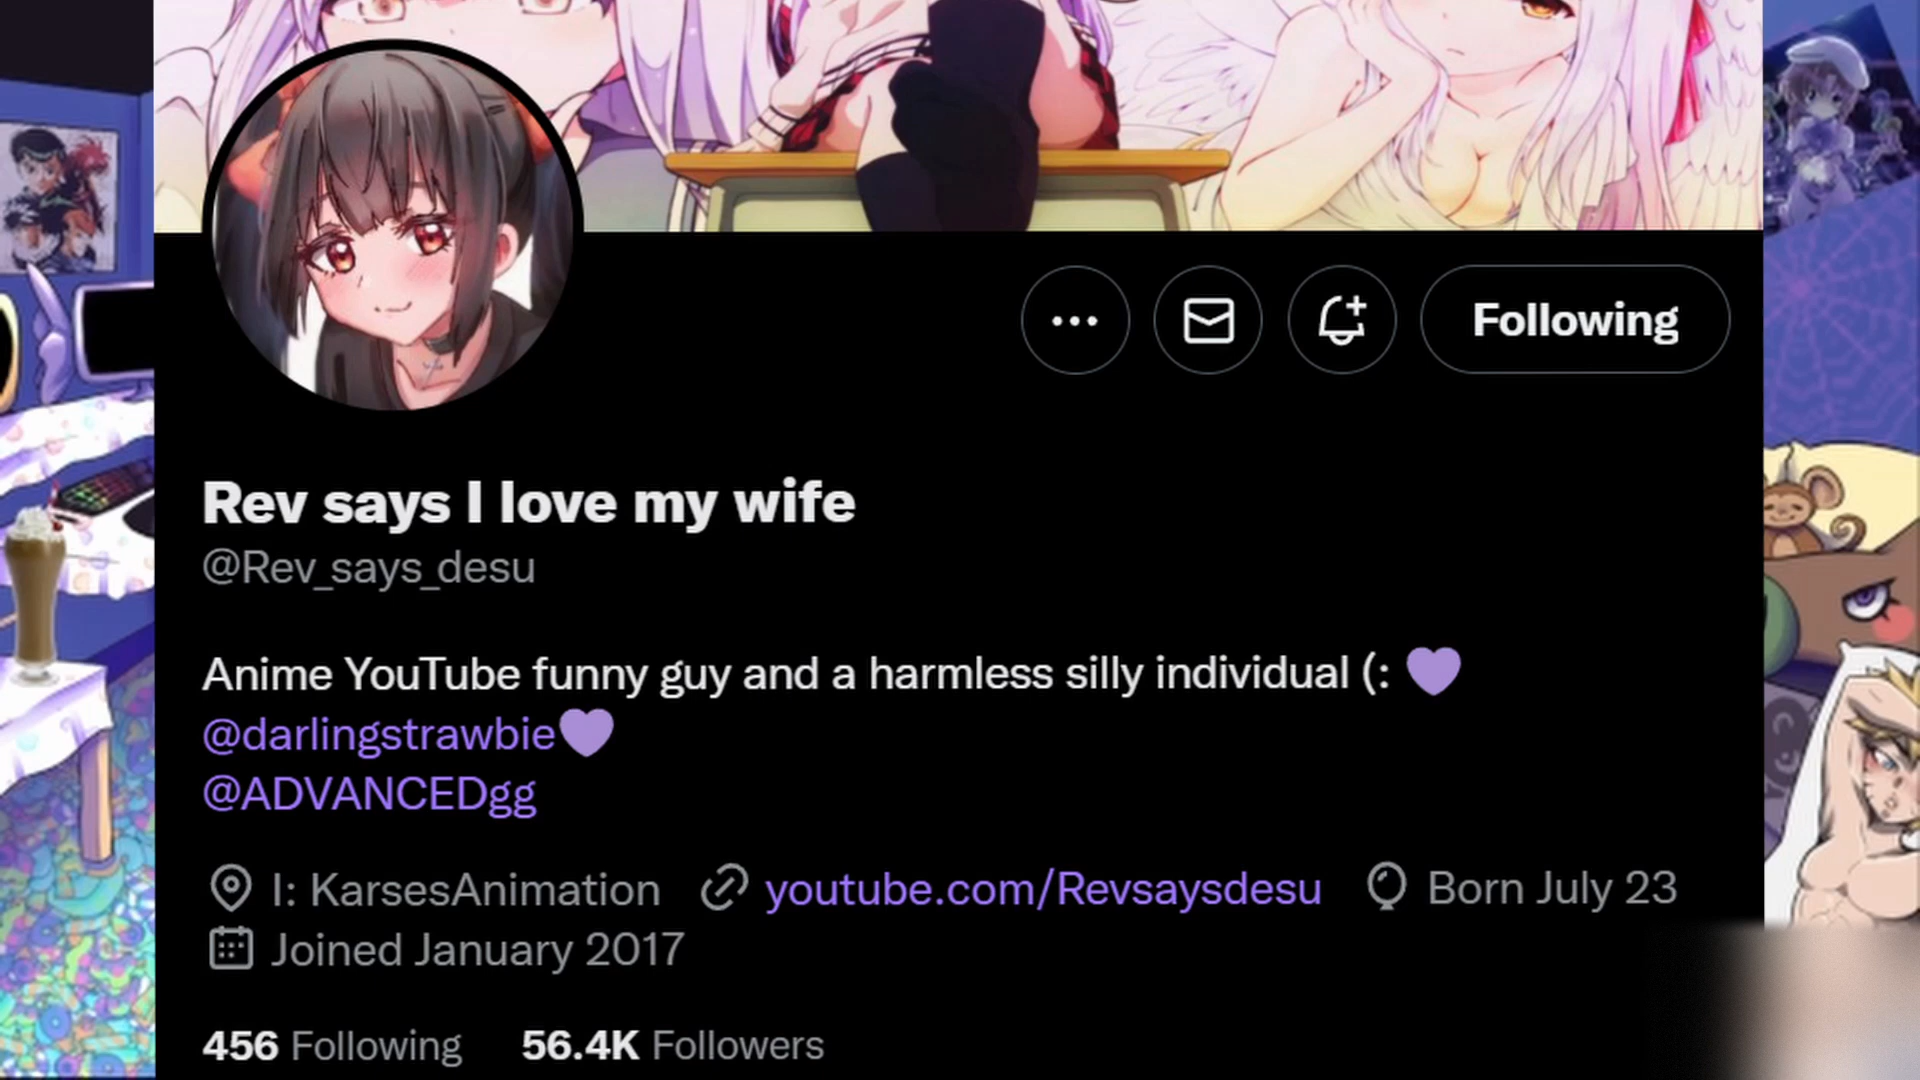 Following
Rev says I love my wife
@Rev_says_desu
Anime YouTube funny guy and a harmless silly individual (: 💜
@darlingstrawbie💜
@ADVANCEDgg
I: KarsesAnimation youtube.com/Revsaysdesu Born July 23
Joined January 2017
456 Following 56.4K Followers